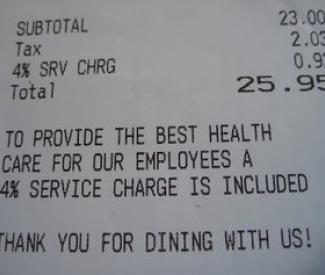 SUBTOTAL 23.00
Tax 2.03
4% SRV CHRG 0.92
Total 25.95
TO PROVIDE THE BEST HEALTH
CARE FOR OUR EMPLOYEES A
4% SERVICE CHARGE IS INCLUDED
THANK YOU FOR DINING WITH US!